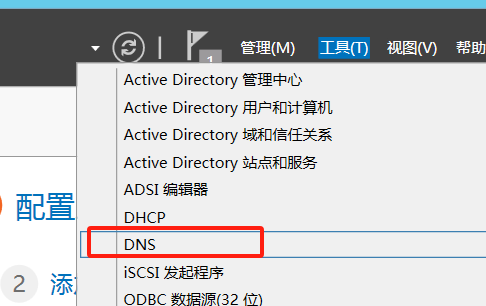 1 管理(M) 工具(T) 视图(V) 帮助
Active Directory 管理中心
Active Directory 用户和计算机
Active Directory 域和信任关系
Active Directory 站点和服务
ADSI 编辑器
配置
DHCP
DNS
iSCSI 发起程序
2 添
ODBC 数据源(32 位)